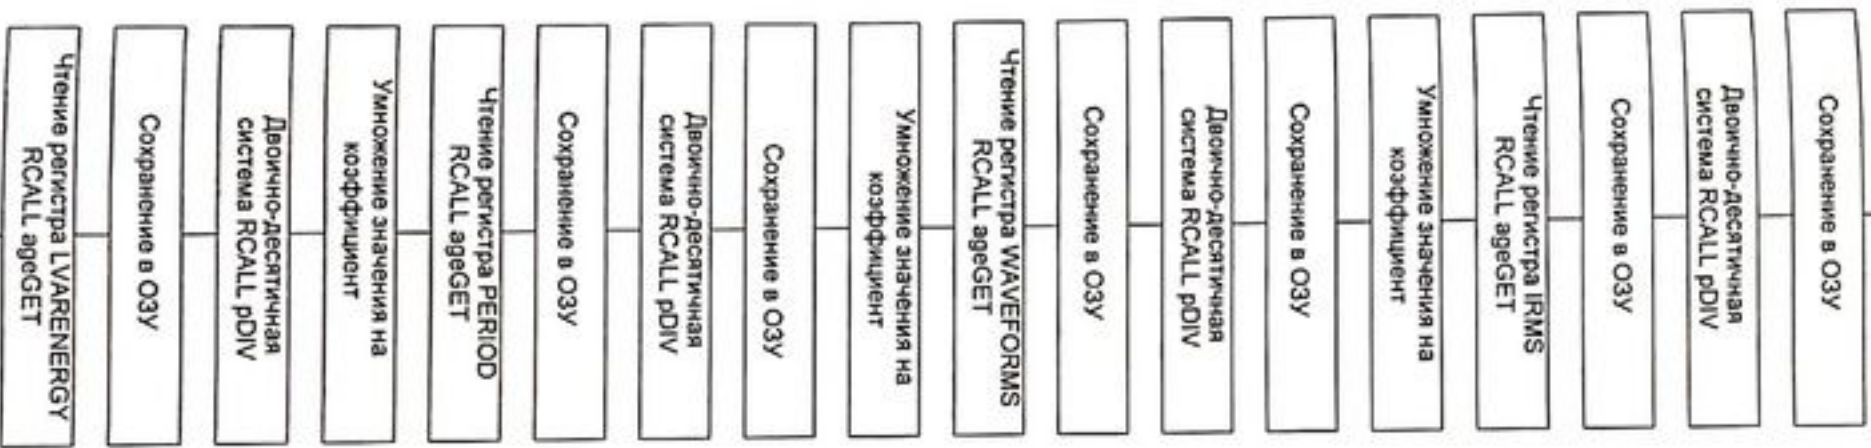 Сохранение в ОЗУ
Двоично-десятичная
система RCALL pDIV
Сохранение в ОЗУ
Чтение регистра IRMS
RCALL ageGET
Умножение значения на
коэффициент
Сохранение в ОЗУ
Двоично-десятичная
система RCALL pDIV
Сохранение в ОЗУ
Чтение регистра WAVEFORMS
RCALL ageGET
Умножение значения на
коэффициент
Сохранение в ОЗУ
Двоично-десятичная
система RCALL pDIV
Сохранение в ОЗУ
Чтение регистра PERIOD
RCALL ageGET
Умножение значения на
коэффициент
Двоично-десятичная
система RCALL pDIV
Сохранение в ОЗУ
Чтение регистра LVARENERGY
RCALL ageGET